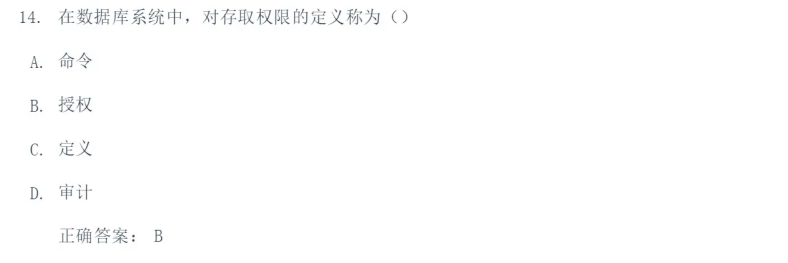 14. 在数据库系统中，对存取权限的定义称为（）
A. 命令
B. 授权
C. 定义
D. 审计
正确答案： B